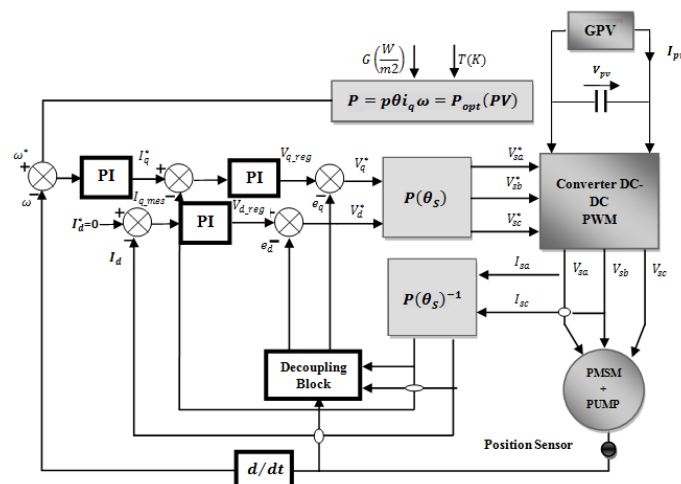 GPV
G(W/m2)
T(K)
I_pv
V_pv
P = pθi_qω = P_opt(PV)
ω*
+
−
ω
PI
I_q*
+
−
I_q_mes
PI
V_q_reg
e_q
V_q*
I_d*=0
+
−
I_d
PI
V_d_reg
+
−
e_d
V_d*
P(θ_S)
V_sa*
V_sb*
V_sc*
Converter DC-
DC
PWM
P(θ_S)⁻¹
I_sa
I_sc
V_sa
V_sb
V_sc
Decoupling
Block
PMSM
+
PUMP
Position Sensor
d/dt